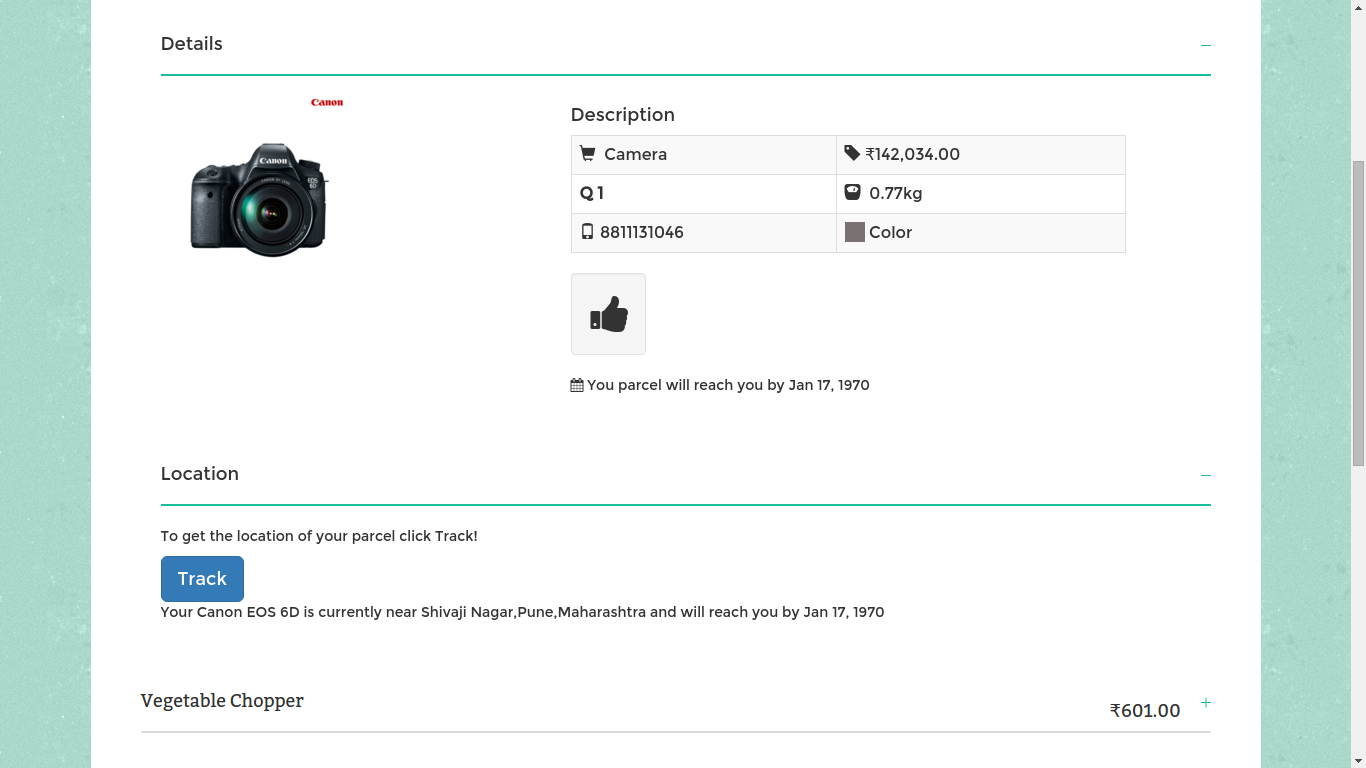 Details
Canon
Canon
EOS
6D
Description
Camera
₹142,034.00
Q 1
0.77kg
8811131046
Color
You parcel will reach you by Jan 17, 1970
Location
To get the location of your parcel click Track!
Track
Your Canon EOS 6D is currently near Shivaji Nagar,Pune,Maharashtra and will reach you by Jan 17, 1970
Vegetable Chopper
₹601.00